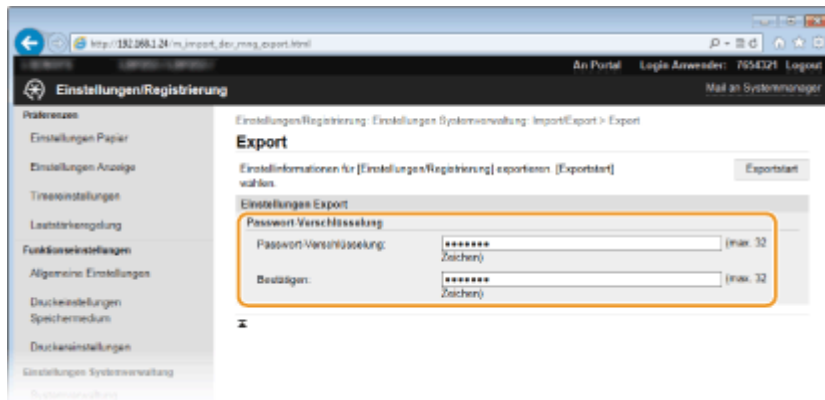 http://192.168.1.24/m_import_dev_mng_export.html
An Portal Login Anwender: 7654321 Logout
Einstellungen/Registrierung
Mail an Systemmanager
Präferenzen
Einstellungen Papier
Einstellungen Anzeige
Timereinstellungen
Lautstärkeregelung
Funktionseinstellungen
Allgemeine Einstellungen
Druckeinstellungen
Speichermedium
Druckereinstellungen
Einstellungen Systemverwaltung
Systemverwaltung
Einstellungen/Registrierung: Einstellungen Systemverwaltung: Import/Export > Export
Export
Einstellinformationen für [Einstellungen/Registrierung] exportieren. [Exportstart]
wählen.
Exportstart
Einstellungen Export
Passwort Verschlüsselung
Passwort-Verschlüsselung: ••••••• (max. 32
Zeichen)
Bestätigen: ••••••• (max. 32
Zeichen)